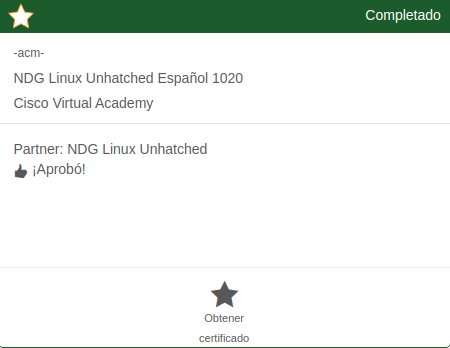 Completado
-acm-
NDG Linux Unhatched Español 1020
Cisco Virtual Academy
Partner: NDG Linux Unhatched
¡Aprobó!
Obtener
certificado